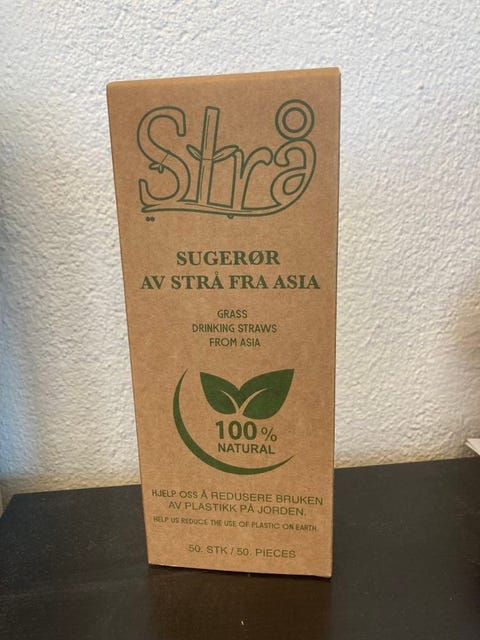 Strå
SUGERØR
AV STRÅ FRA ASIA
GRASS
DRINKING STRAWS
FROM ASIA
100%
NATURAL
HJELP OSS Å REDUSERE BRUKEN
AV PLASTIKK PÅ JORDEN.
HELP US REDUCE THE USE OF PLASTIC ON EARTH.
50. STK / 50. PIECES